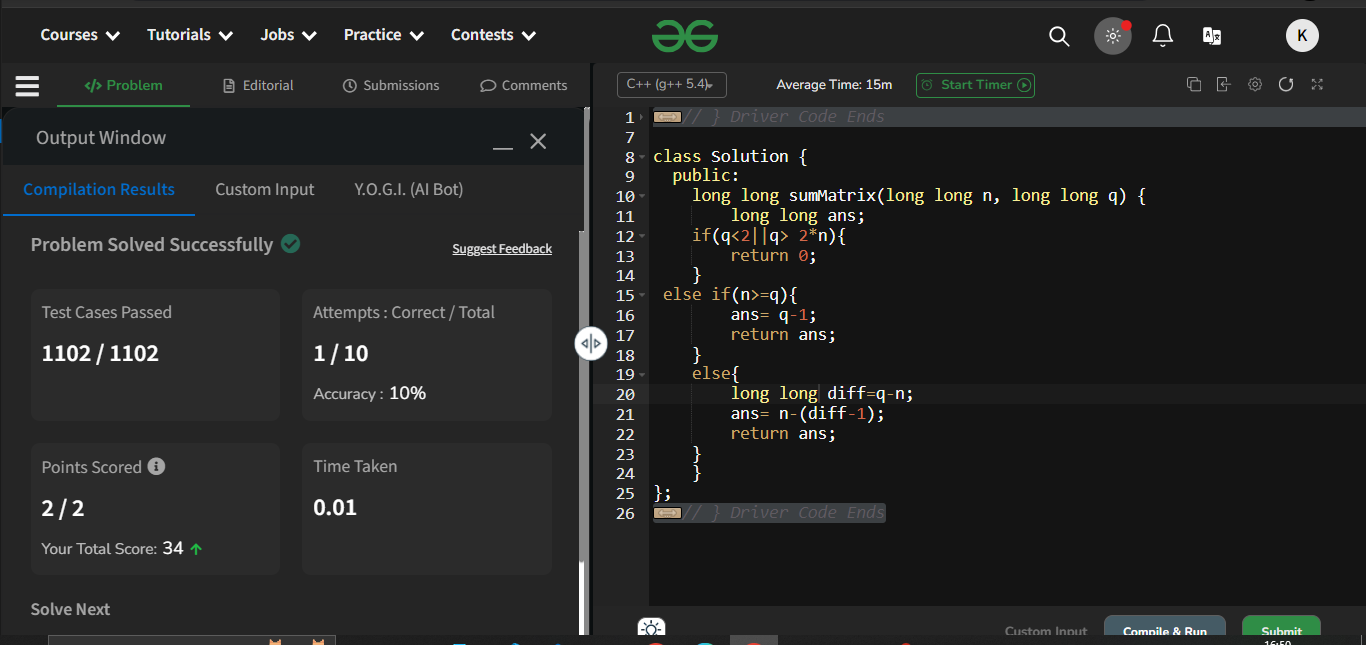 Courses Tutorials Jobs Practice Contests K
Problem Editorial Submissions Comments
Output Window
Compilation Results Custom Input Y.O.G.I. (AI Bot)
Problem Solved Successfully Suggest Feedback
Test Cases Passed
1102 / 1102
Attempts : Correct / Total
1 / 10
Accuracy : 10%
Points Scored
2 / 2
Your Total Score: 34
Time Taken
0.01
Solve Next
C++ (g++ 5.4) Average Time: 15m Start Timer
1 // } Driver Code Ends
7
8 class Solution {
9 public:
10 long long sumMatrix(long long n, long long q) {
11 long long ans;
12 if(q<2||q> 2*n){
13 return 0;
14 }
15 else if(n>=q){
16 ans= q-1;
17 return ans;
18 }
19 else{
20 long long diff=q-n;
21 ans= n-(diff-1);
22 return ans;
23 }
24 }
25 };
26 // } Driver Code Ends
Custom Input Compile & Run Submit
16:50